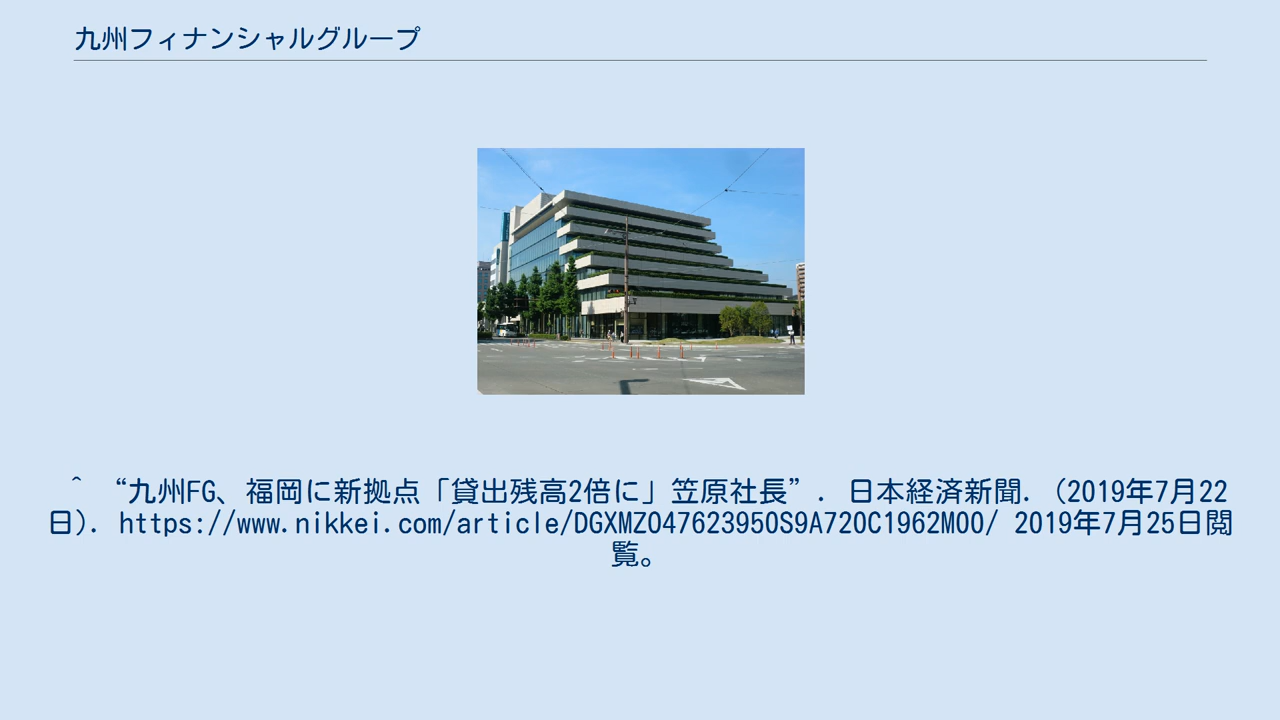 九州フィナンシャルグループ
^ “九州FG、福岡に新拠点「貸出残高2倍に」笠原社長”. 日本経済新聞. (2019年7月22
日). https://www.nikkei.com/article/DGXMZO47623950S9A720C1962M00/ 2019年7月25日閲
覧。